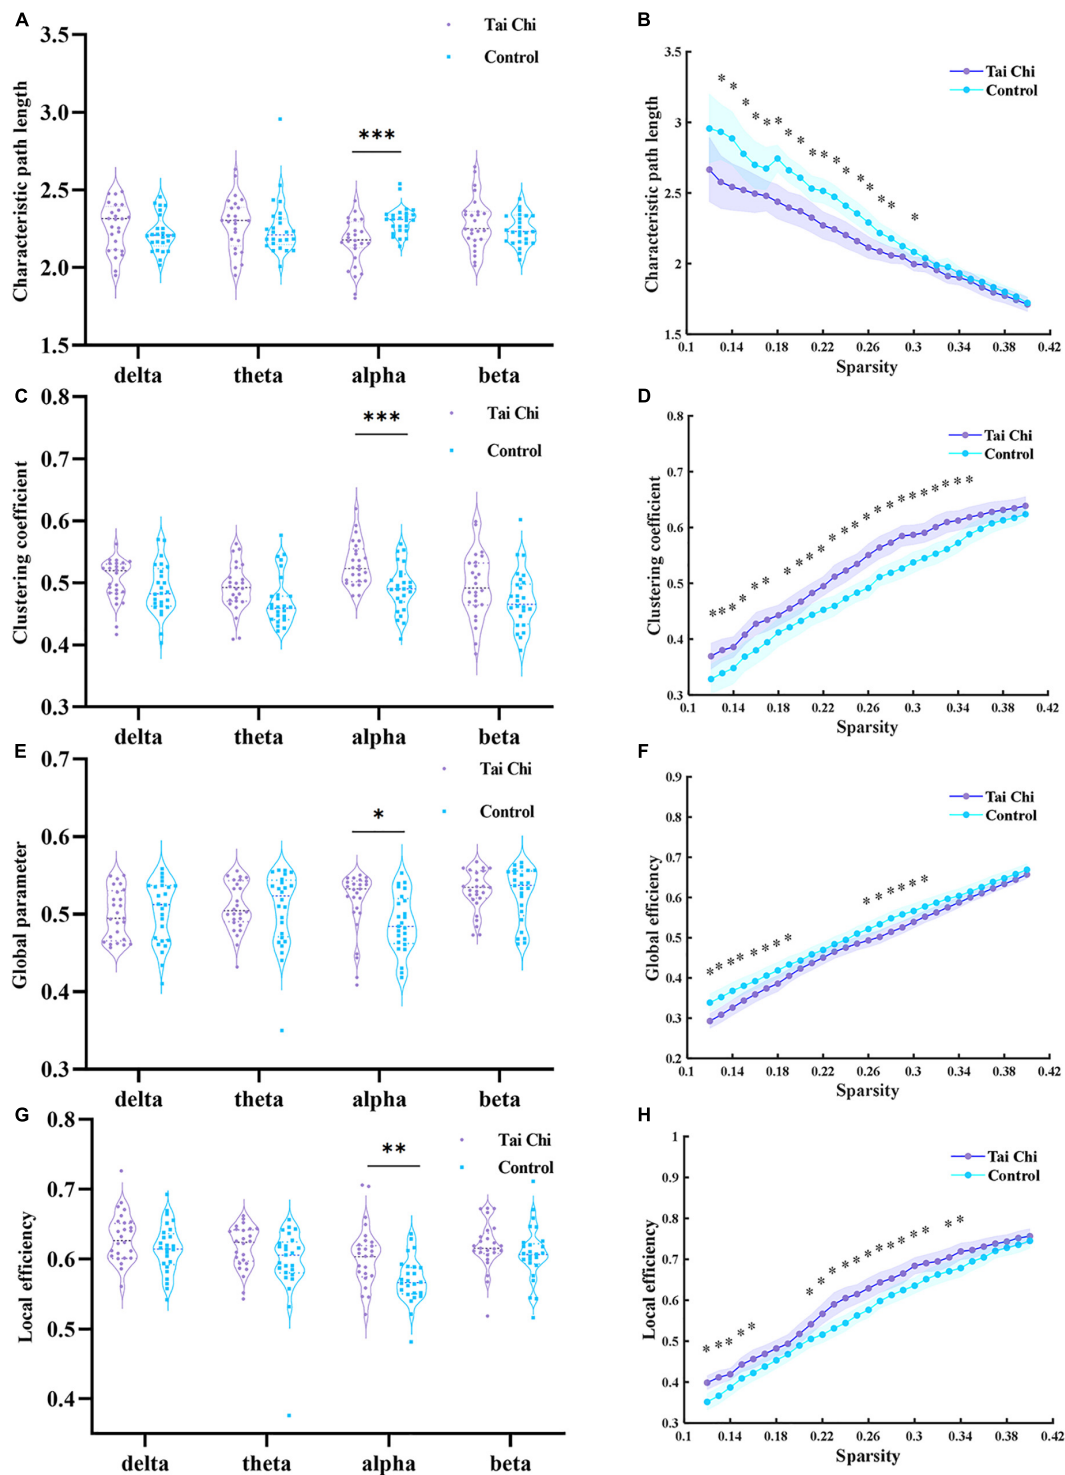 A
Tai Chi
Control
3.5
3.0
2.5
2.0
1.5
Characteristic path length
***
delta theta alpha beta
B
3.5
3
2.5
2
1.5
Characteristic path length
Tai Chi
Control
* * * * * * * * * * * * * * * * *
0.1 0.14 0.18 0.22 0.26 0.3 0.34 0.38 0.42
Sparsity
C
Tai Chi
Control
0.8
0.7
0.6
0.5
0.4
0.3
Clustering coefficient
***
delta theta alpha beta
D
0.8
0.7
0.6
0.5
0.4
0.3
Clustering coefficient
Tai Chi
Control
* * * * * * * * * * * * * * * * * * * * * * *
0.1 0.14 0.18 0.22 0.26 0.3 0.34 0.38 0.42
Sparsity
E
Tai Chi
Control
0.7
0.6
0.5
0.4
0.3
Global parameter
*
delta theta alpha beta
F
0.9
0.8
0.7
0.6
0.5
0.4
0.3
0.2
Global efficiency
Tai Chi
Control
* * * * * * * * * * * * * *
0.1 0.14 0.18 0.22 0.26 0.3 0.34 0.38 0.42
Sparsity
G
Tai Chi
Control
0.8
0.7
0.6
0.5
0.4
Local efficiency
**
delta theta alpha beta
H
1
0.9
0.8
0.7
0.6
0.5
0.4
0.3
Local efficiency
Tai Chi
Control
* * * * * * * * * * * * * * * * * *
0.1 0.14 0.18 0.22 0.26 0.3 0.34 0.38 0.42
Sparsity